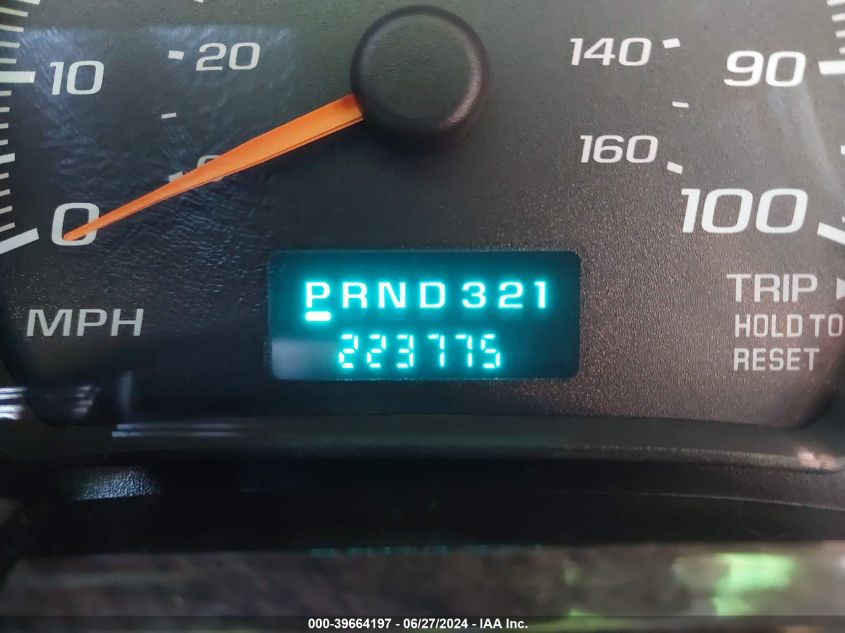 10 20 140 90
160
0 100
MPH
PRND321
223775
TRIP
HOLD TO
RESET
000-39664197 - 06/27/2024 - IAA Inc.